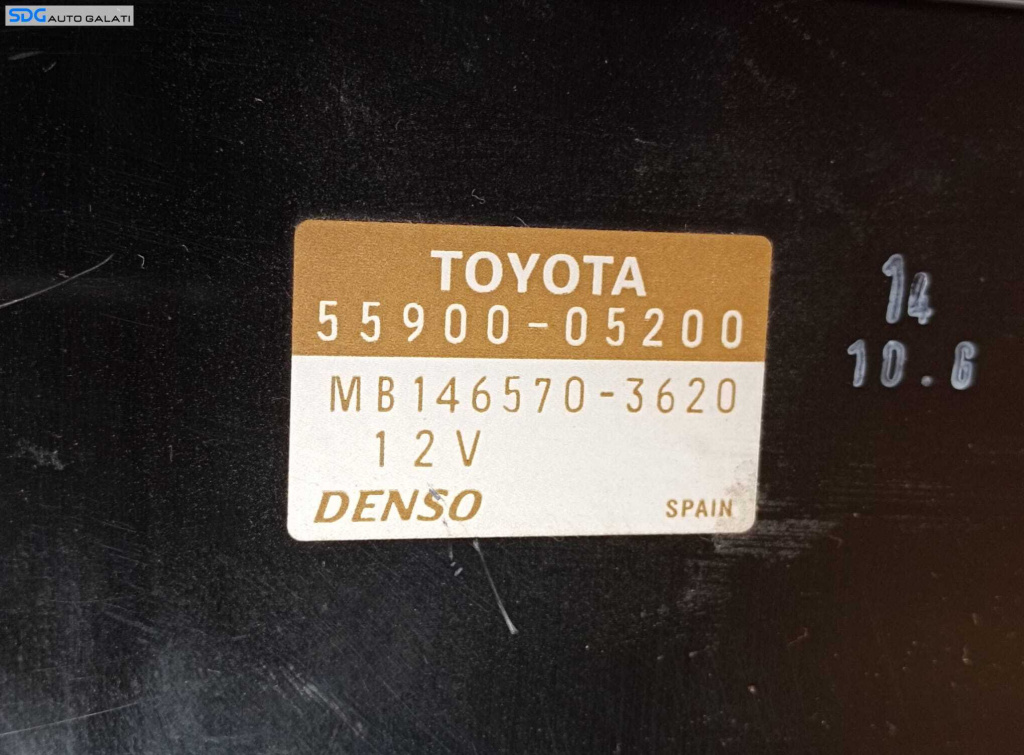 SDG AUTO GALATI
TOYOTA
55900-05200
MB146570-3620
12V
DENSO
SPAIN
14
10.6